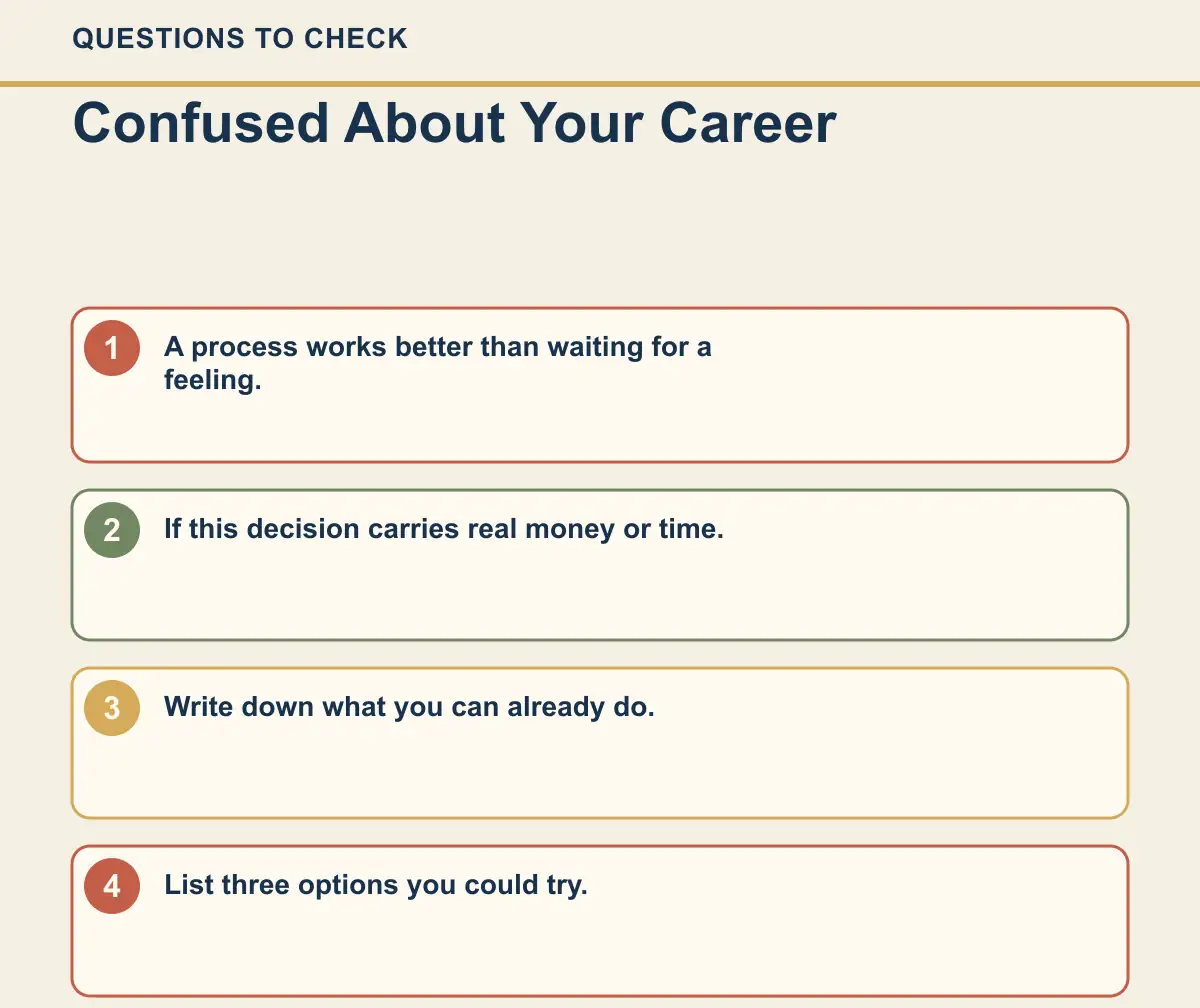 QUESTIONS TO CHECK
Confused About Your Career
1
A process works better than waiting for a
feeling.
2
If this decision carries real money or time.
3
Write down what you can already do.
4
List three options you could try.